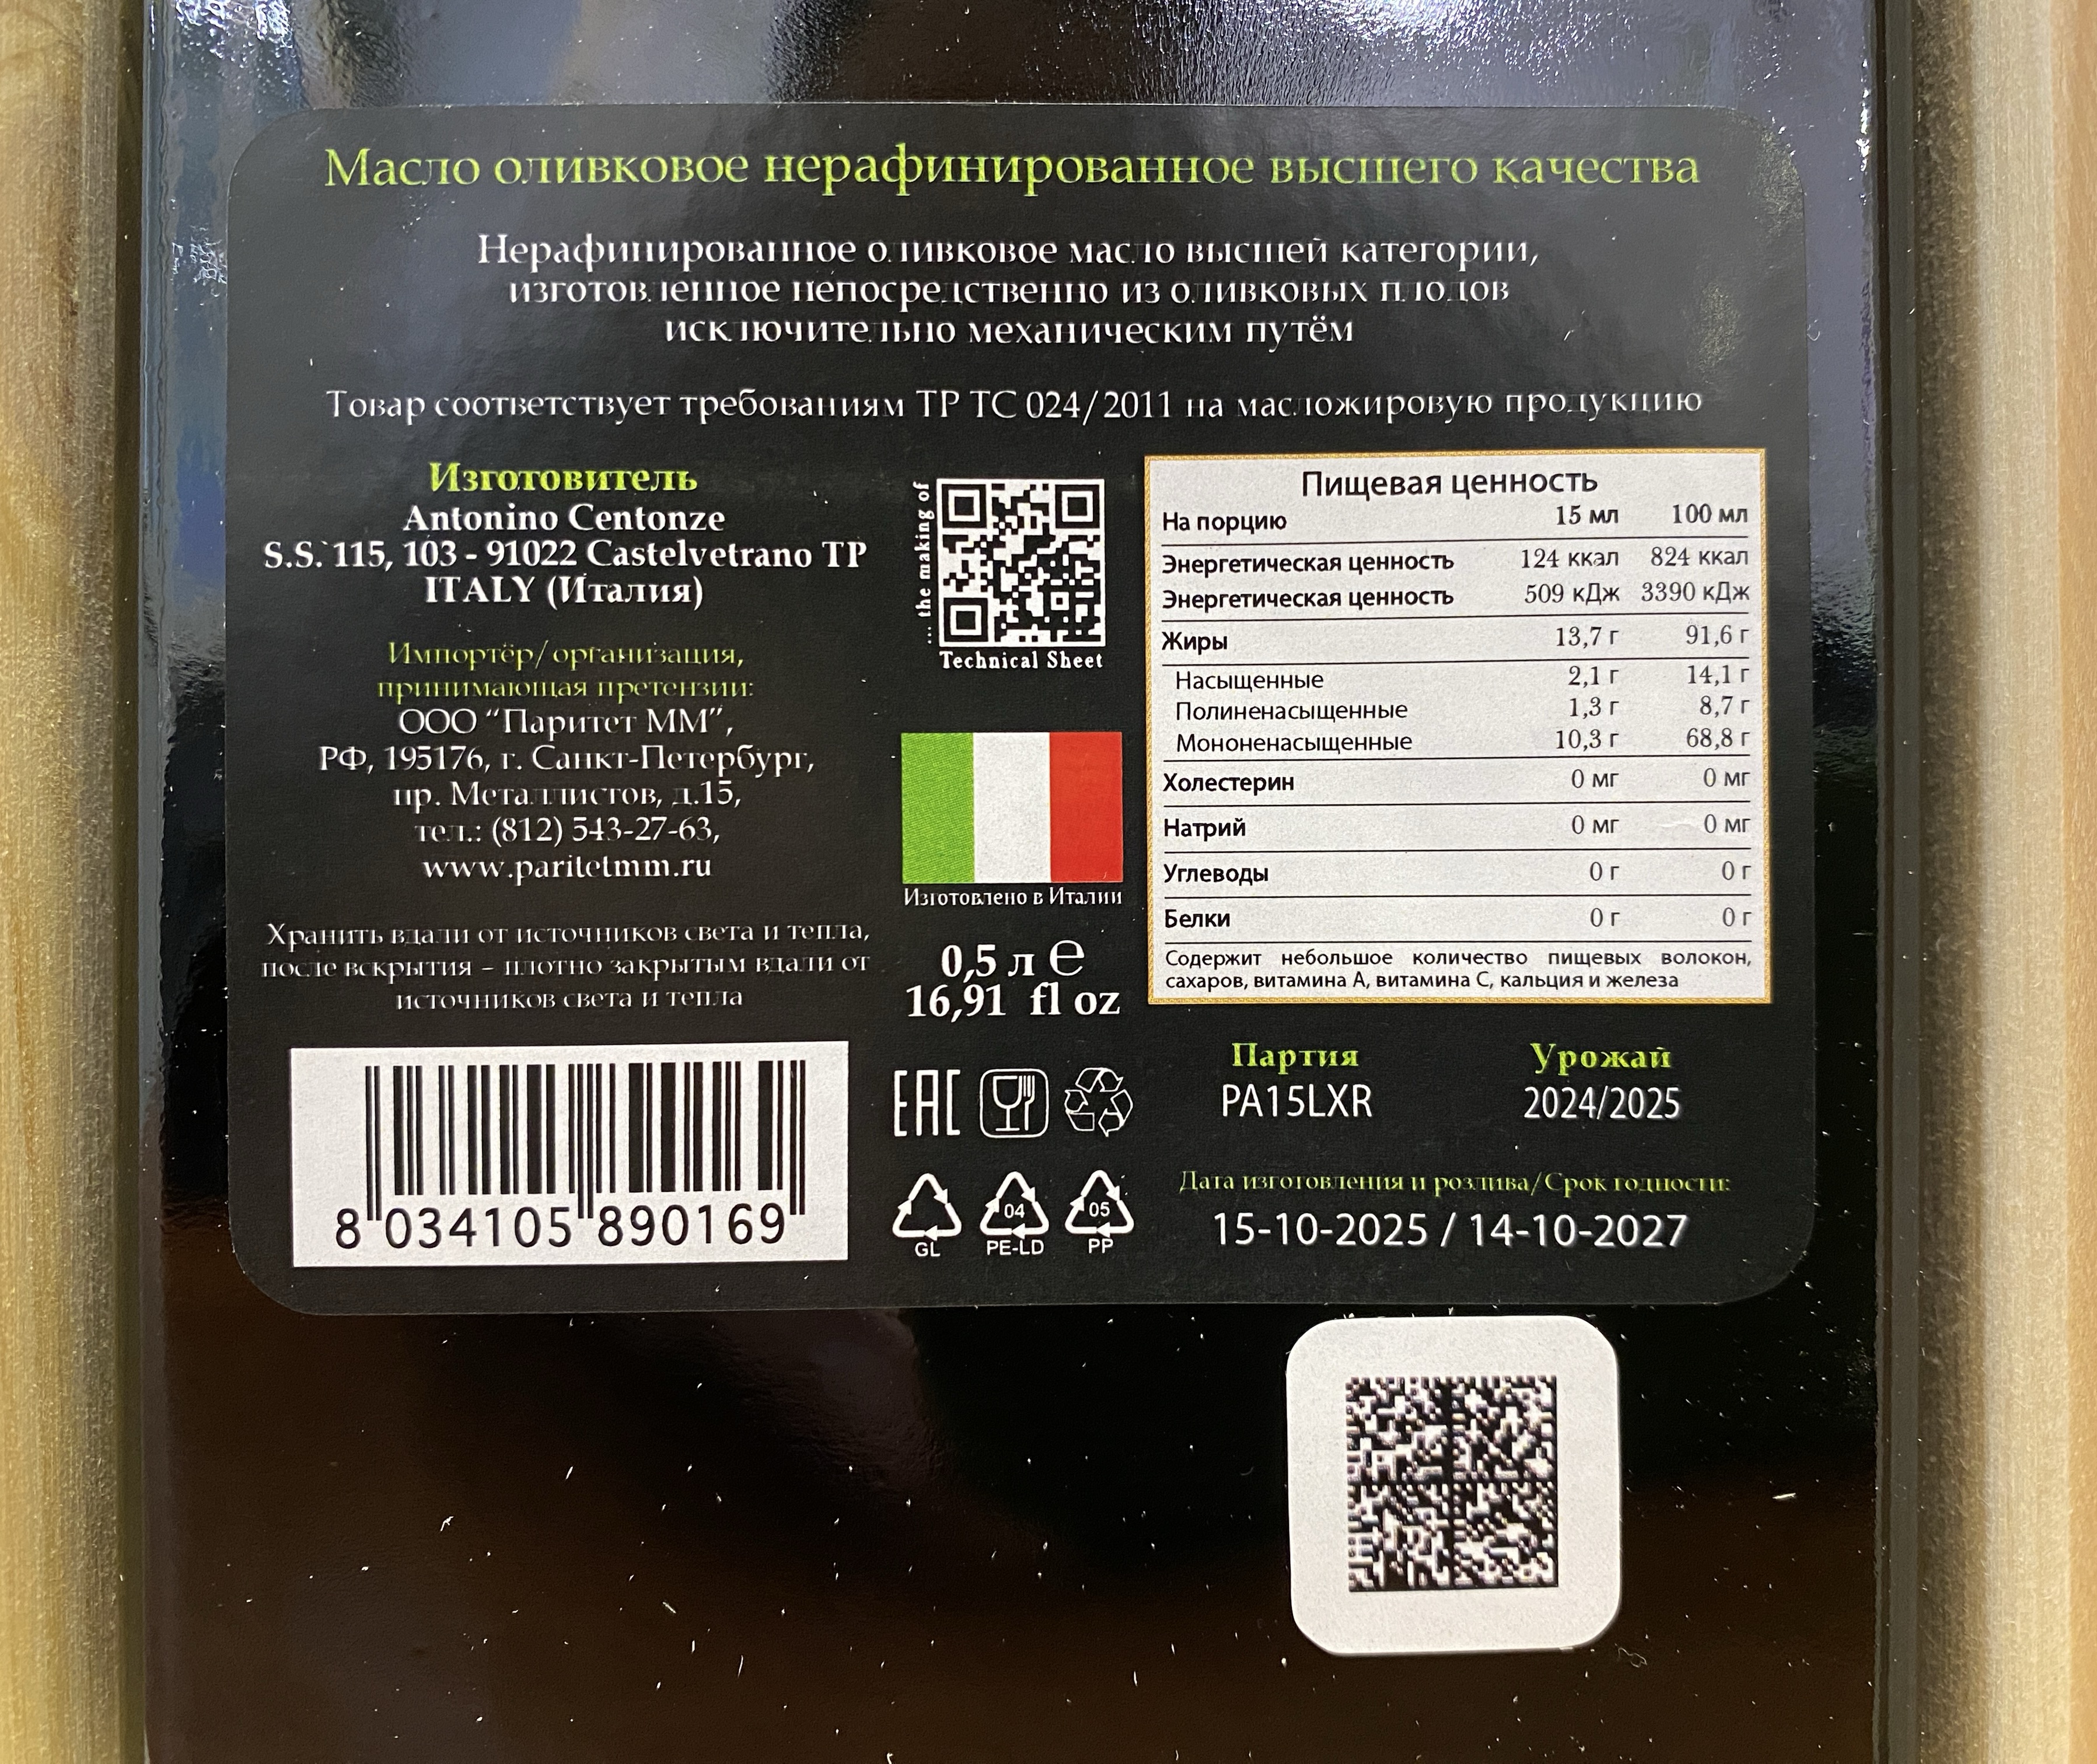 Масло оливковое нерафинированное высшего качества
Нерафинированное оливковое масло высшей категории,
изготовленное непосредственно из оливковых плодов
исключительно механическим путём
Товар соответствует требованиям ТР ТС 024/2011 на масложировую продукцию
Изготовитель
Antonino Centonze
S.S.`115, 103 - 91022 Castelvetrano TP
ITALY (Италия)
Импортёр/организация,
принимающая претензии:
ООО “Паритет ММ”,
РФ, 195176, г. Санкт-Петербург,
пр. Металлистов, д.15,
тел.: (812) 543-27-63,
www.paritetmm.ru
Хранить вдали от источников света и тепла,
после вскрытия – плотно закрытым вдали от
источников света и тепла
8 034105 890169
... the making of
Technical Sheet
Изготовлено в Италии
0,5 л ℮
16,91 fl oz
EAC
GL
04
PE-LD
05
PP
Пищевая ценность
На порцию 15 мл 100 мл
Энергетическая ценность 124 ккал 824 ккал
Энергетическая ценность 509 кДж 3390 кДж
Жиры 13,7 г 91,6 г
Насыщенные 2,1 г 14,1 г
Полиненасыщенные 1,3 г 8,7 г
Мононенасыщенные 10,3 г 68,8 г
Холестерин 0 мг 0 мг
Натрий 0 мг 0 мг
Углеводы 0 г 0 г
Белки 0 г 0 г
Содержит небольшое количество пищевых волокон,
сахаров, витамина А, витамина С, кальция и железа
Партия Урожай
PA15LXR 2024/2025
Дата изготовления и розлива/Срок годности:
15-10-2025 / 14-10-2027